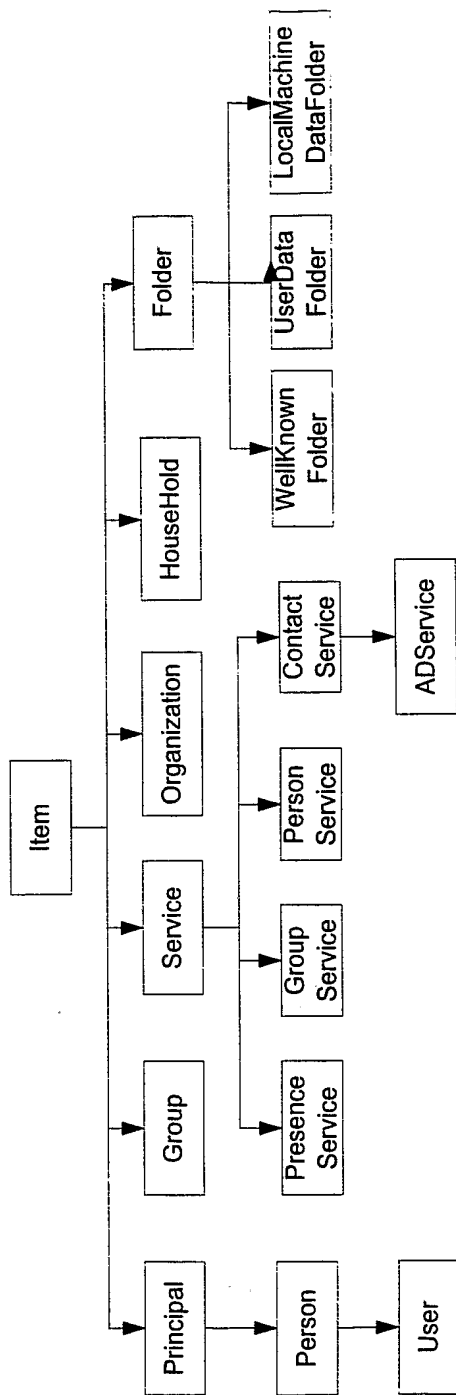 Item
Principal
Group
Service
Organization
HouseHold
Folder
Person
Presence
Service
Group
Service
Person
Service
Contact
Service
WellKnown
Folder
UserData
Folder
LocalMachine
DataFolder
User
ADService